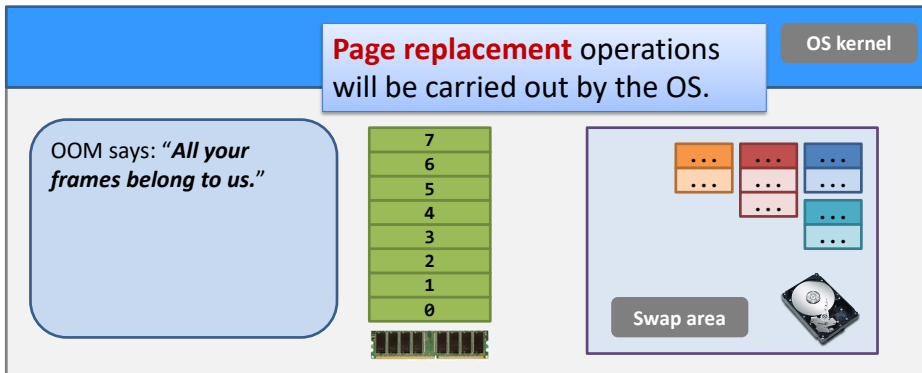 Page replacement operations
will be carried out by the OS.
OS kernel
OOM says: “All your
frames belong to us.”
7
6
5
4
3
2
1
0
... ... ...
... ... ...
... ...
...
Swap area